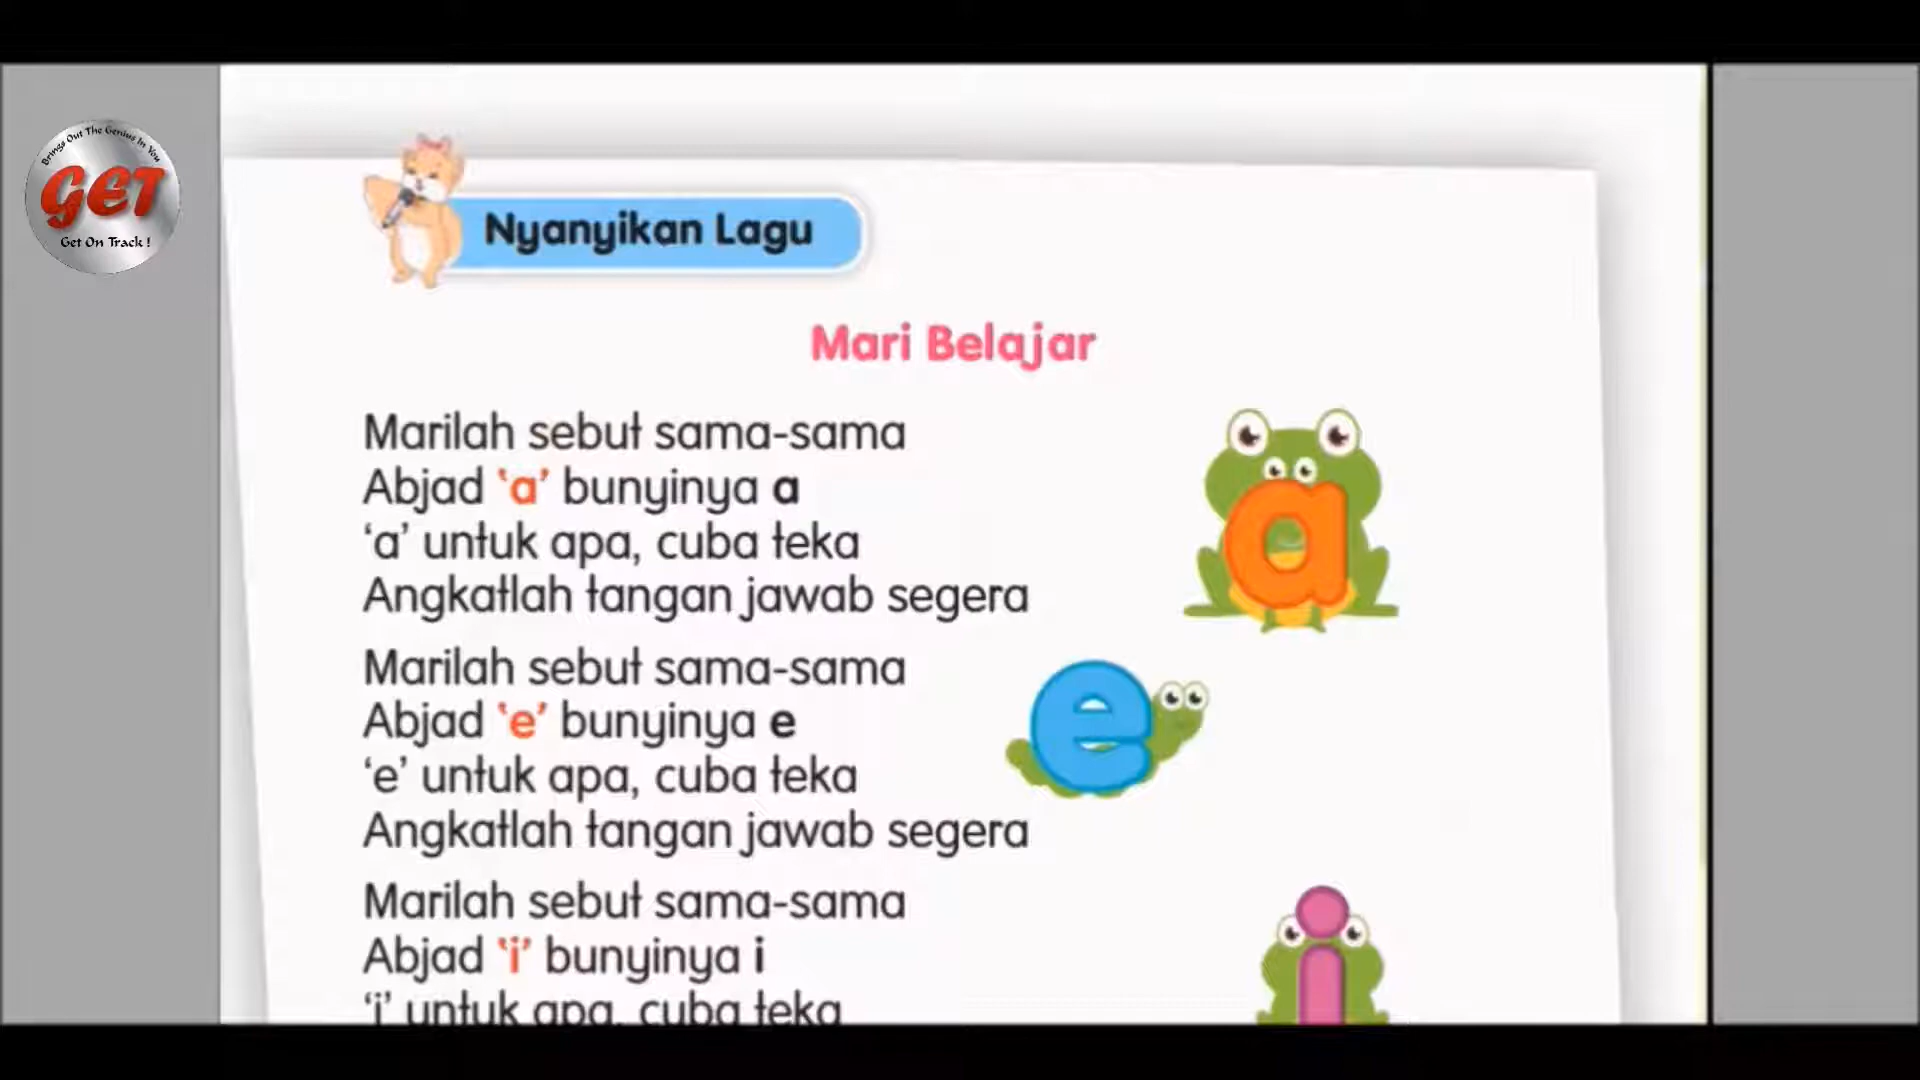 Brings Out The Genius In You
GET
Get On Track !
Nyanyikan Lagu
Mari Belajar
Marilah sebut sama-sama
Abjad ‘a’ bunyinya a
‘a’ untuk apa, cuba teka
Angkatlah tangan jawab segera
Marilah sebut sama-sama
Abjad ‘e’ bunyinya e
‘e’ untuk apa, cuba teka
Angkatlah tangan jawab segera
Marilah sebut sama-sama
Abjad ‘i’ bunyinya i
‘i’ untuk apa, cuba teka
a
e
i